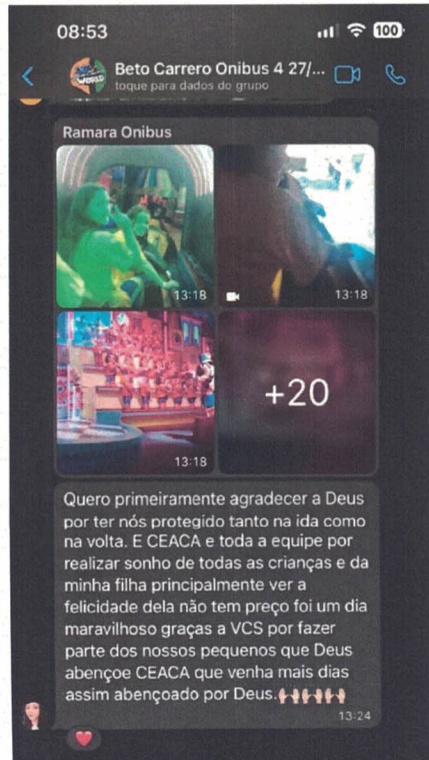 08:53
100
Beto Carrero Onibus 4 27/...
toque para dados do grupo
Ramara Onibus
13:18
13:18
13:18
+20
Quero primeiramente agradecer a Deus
por ter nós protegido tanto na ida como
na volta. E CEACA e toda a equipe por
realizar sonho de todas as crianças e da
minha filha principalmente ver a
felicidade dela não tem preço foi um dia
maravilhoso graças a VCS por fazer
parte dos nossos pequenos que Deus
abençoe CEACA que venha mais dias
assim abençoado por Deus.🙌🏻🙌🏻🙌🏻
13:24